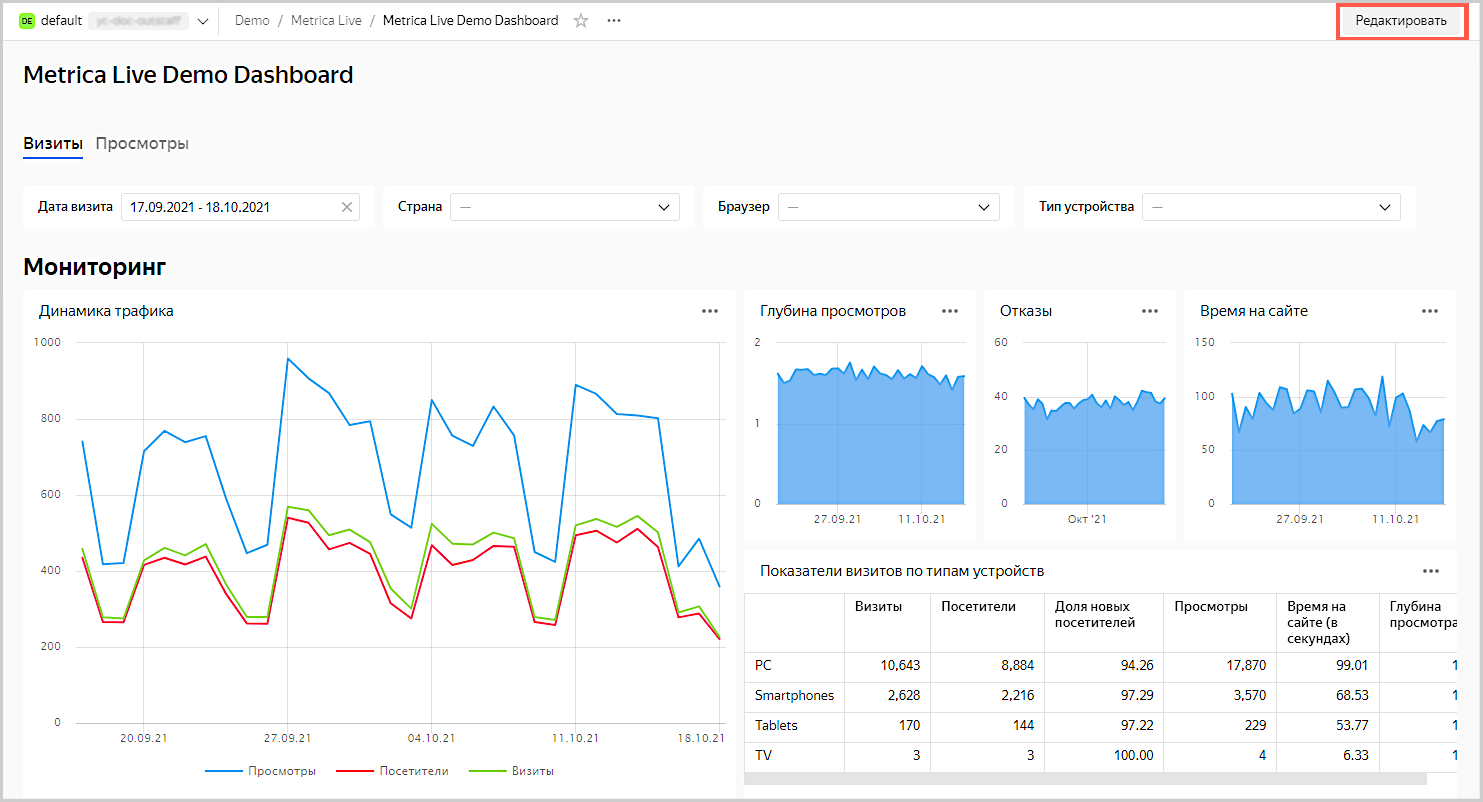 DE default
Demo / Metrica Live / Metrica Live Demo Dashboard
Редактировать
Metrica Live Demo Dashboard
Визиты Просмотры
Дата визита 17.09.2021 - 18.10.2021
Страна —
Браузер —
Тип устройства —
Мониторинг
Динамика трафика
1000
800
600
400
200
0
20.09.21 27.09.21 04.10.21 11.10.21 18.10.21
Просмотры Посетители Визиты
Глубина просмотров
2
1
0
27.09.21 11.10.21
Отказы
60
40
20
0
Окт '21
Время на сайте
150
100
50
0
27.09.21 11.10.21
Показатели визитов по типам устройств
Визиты Посетители Доля новых посетителей Просмотры Время на сайте (в секундах) Глубина просмотра
PC 10,643 8,884 94.26 17,870 99.01 1
Smartphones 2,628 2,216 97.29 3,570 68.53 1
Tablets 170 144 97.22 229 53.77 1
TV 3 3 100.00 4 6.33 1